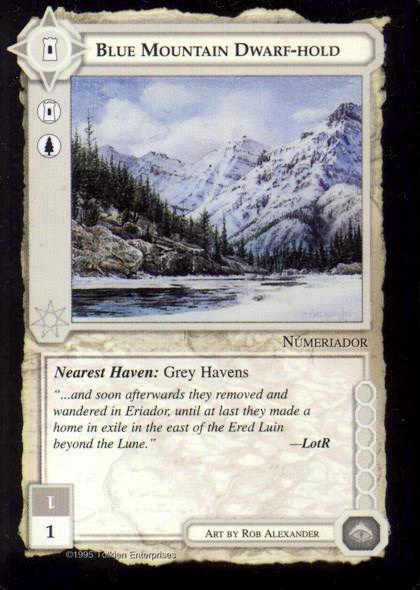 BLUE MOUNTAIN DWARF-HOLD
NÚMERIADOR
Nearest Haven: Grey Havens
“...and soon afterwards they removed and
wandered in Eriador, until at last they made a
home in exile in the east of the Ered Luin
beyond the Lune.” —LotR
1
1
ART BY ROB ALEXANDER
©1995 Tolkien Enterprises